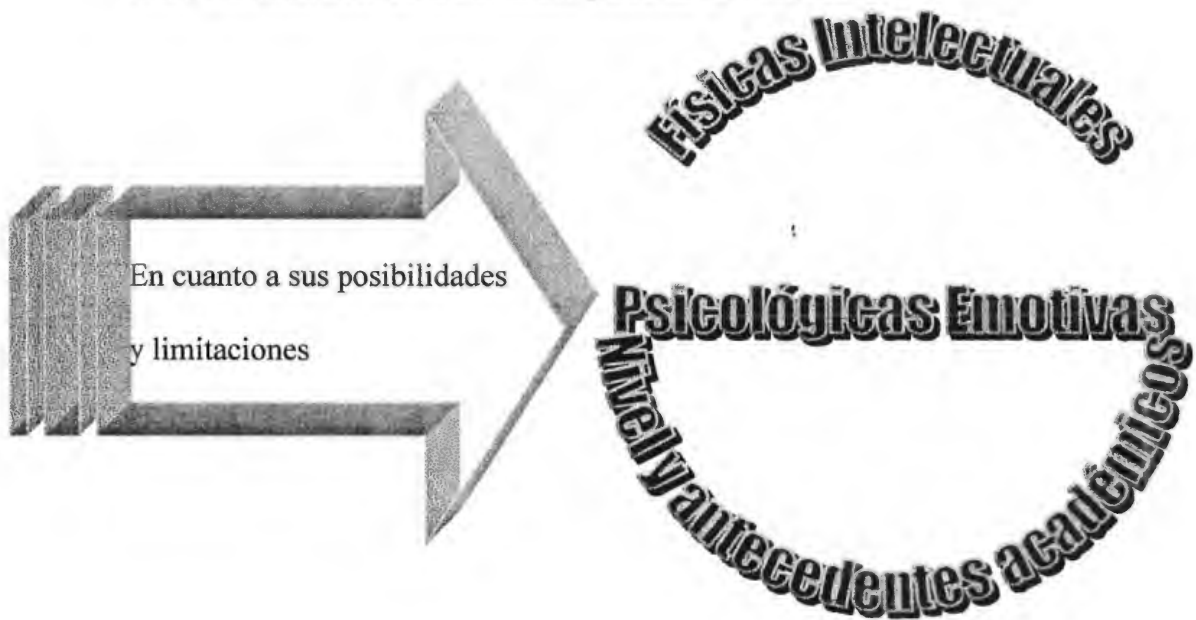 En cuanto a sus posibilidades
y limitaciones
Físicas Intelectuales
Psicológicas Emotivas
Nivel y antecedentes académicos